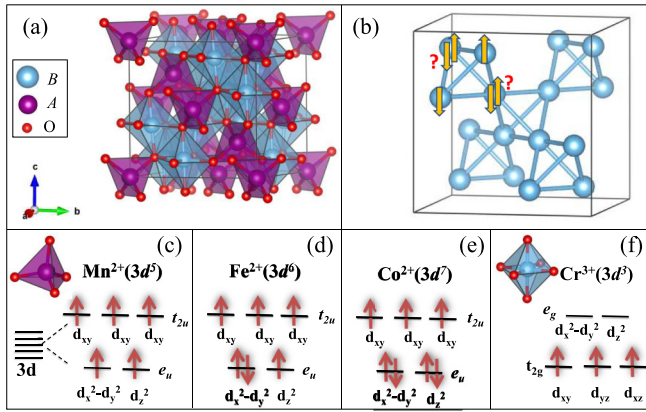 (a)
B
A
O
c
a
b
(b)
?
?
(c)
Mn²⁺(3d⁵)
t₂ᵤ
dxy dxy dxy
eᵤ
3d
dx²-dy² dz²
(d)
Fe²⁺(3d⁶)
t₂ᵤ
dxy dxy dxy
eᵤ
dx²-dy² dz²
(e)
Co²⁺(3d⁷)
t₂ᵤ
dxy dxy dxy
eᵤ
dx²-dy² dz²
(f)
Cr³⁺(3d³)
e_g
dx²-dy² dz²
t₂g
dxy dyz dxz